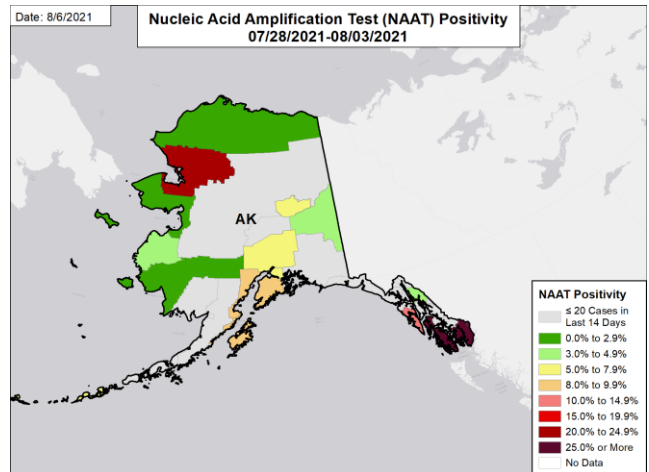 Date: 8/6/2021
Nucleic Acid Amplification Test (NAAT) Positivity
07/28/2021-08/03/2021
AK
NAAT Positivity
≤ 20 Cases in
Last 14 Days
0.0% to 2.9%
3.0% to 4.9%
5.0% to 7.9%
8.0% to 9.9%
10.0% to 14.9%
15.0% to 19.9%
20.0% to 24.9%
25.0% or More
No Data